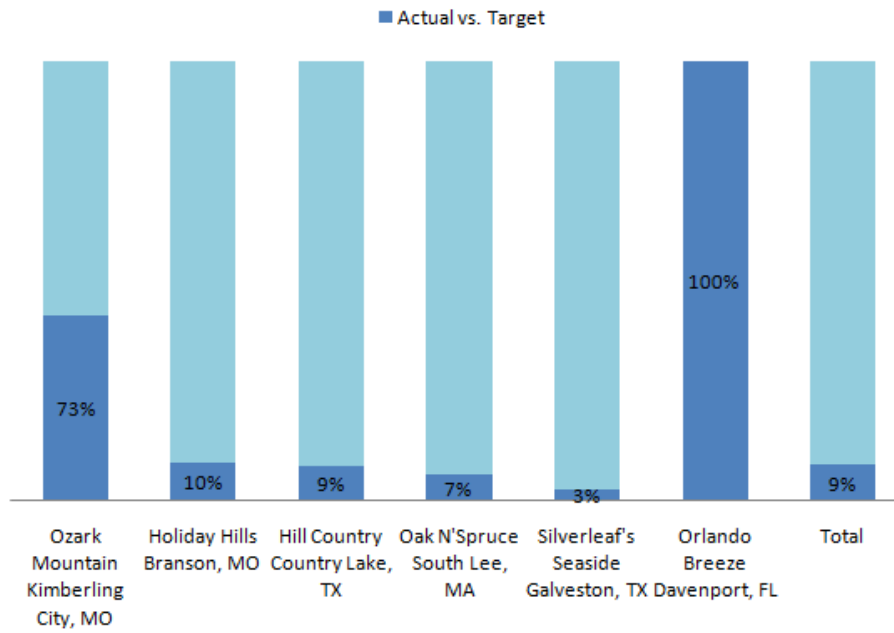 Actual vs. Target
100%
73%
10%
9%
7%
3%
9%
Ozark
Mountain
Kimberling
City, MO
Holiday Hills
Branson, MO
Hill Country
Country Lake,
TX
Oak N'Spruce
South Lee,
MA
Silverleaf's
Seaside
Galveston, TX
Orlando
Breeze
Davenport, FL
Total